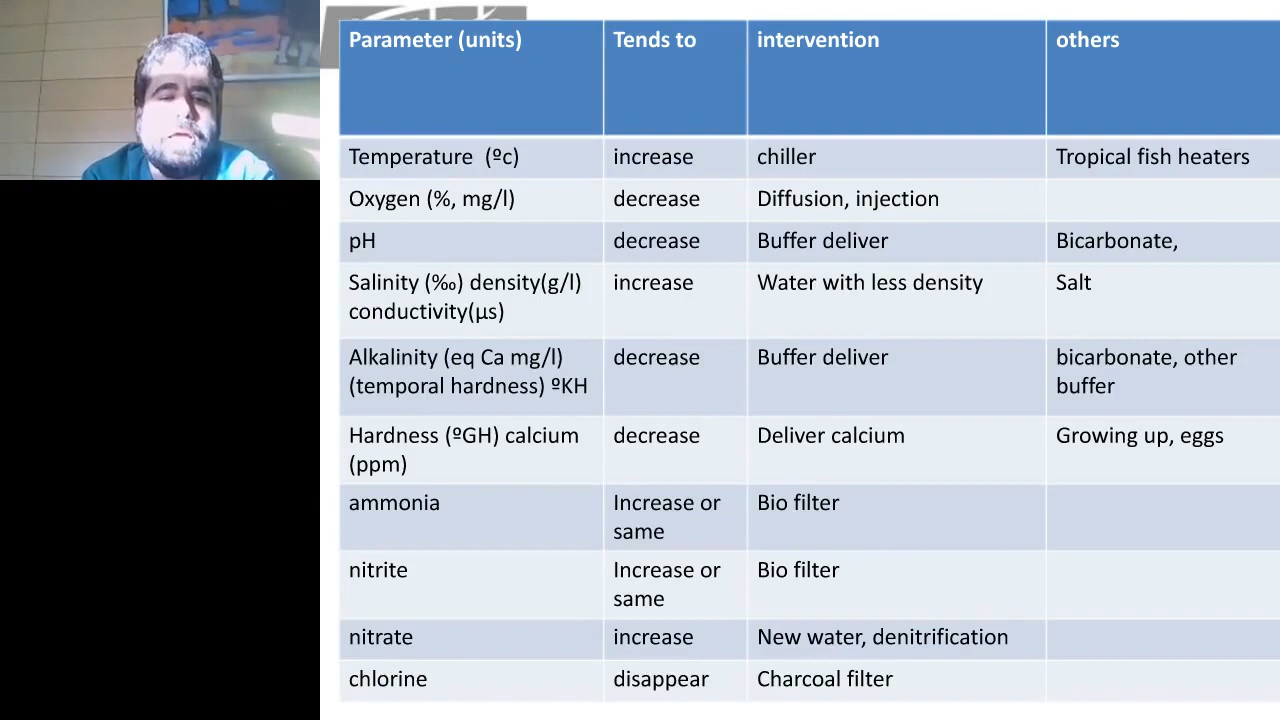 Parameter (units) Tends to intervention others
Temperature (ºc) increase chiller Tropical fish heaters
Oxygen (%, mg/l) decrease Diffusion, injection
pH decrease Buffer deliver Bicarbonate,
Salinity (‰) density(g/l) increase Water with less density Salt
conductivity(µs)
Alkalinity (eq Ca mg/l) decrease Buffer deliver bicarbonate, other
(temporal hardness) ºKH buffer
Hardness (ºGH) calcium decrease Deliver calcium Growing up, eggs
(ppm)
ammonia Increase or Bio filter
same
nitrite Increase or Bio filter
same
nitrate increase New water, denitrification
chlorine disappear Charcoal filter